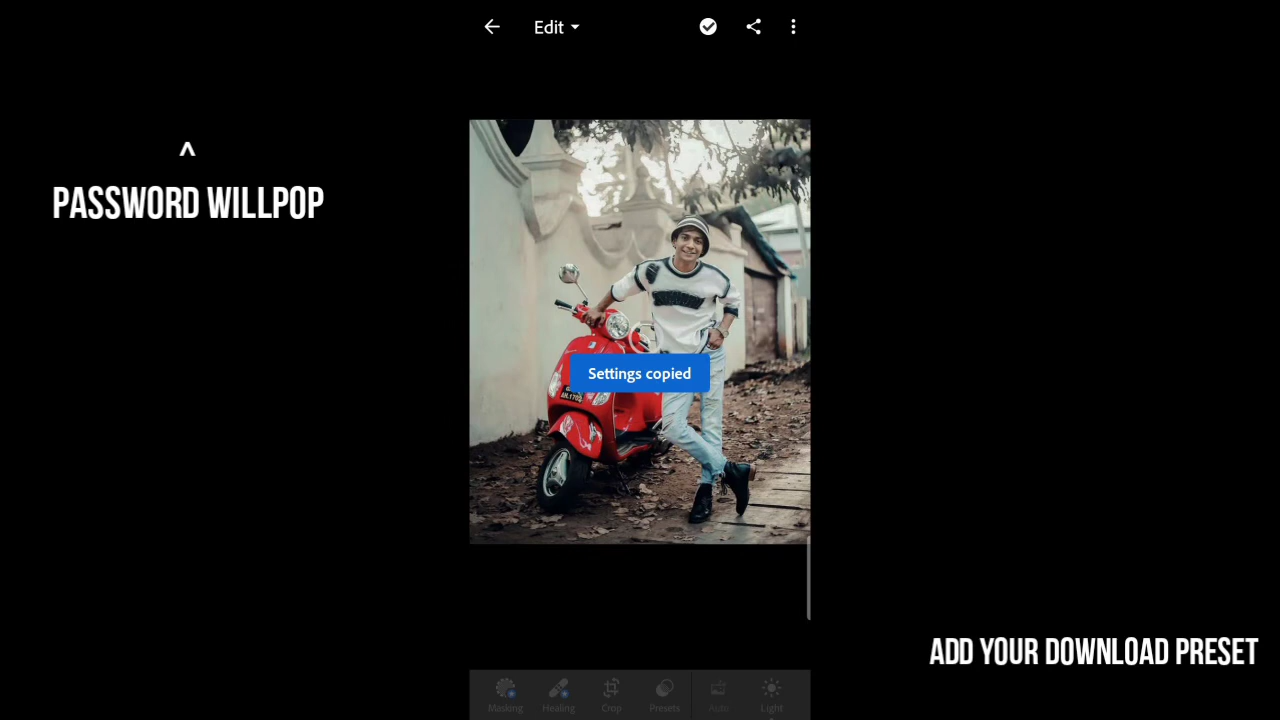 Edit
^
PASSWORD WILLPOP
Settings copied
ADD YOUR DOWNLOAD PRESET
Masking
Healing
Crop
Presets
Auto
Light